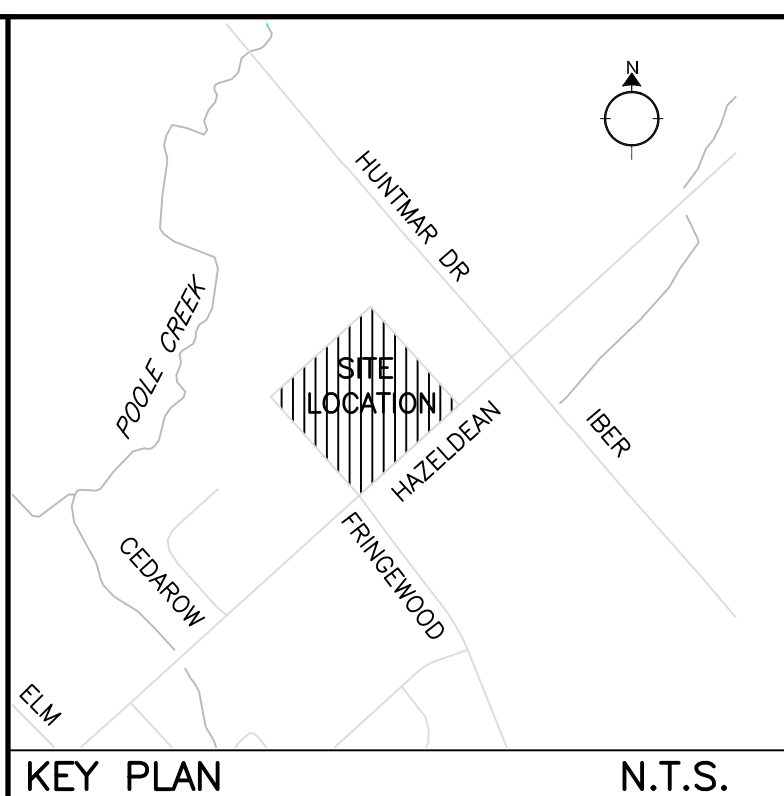 N
HUNTMAR DR
POOLE CREEK
SITE
LOCATION
HAZELDEAN
IBER
FRINGEWOOD
CEDAROW
ELM
KEY PLAN
N.T.S.